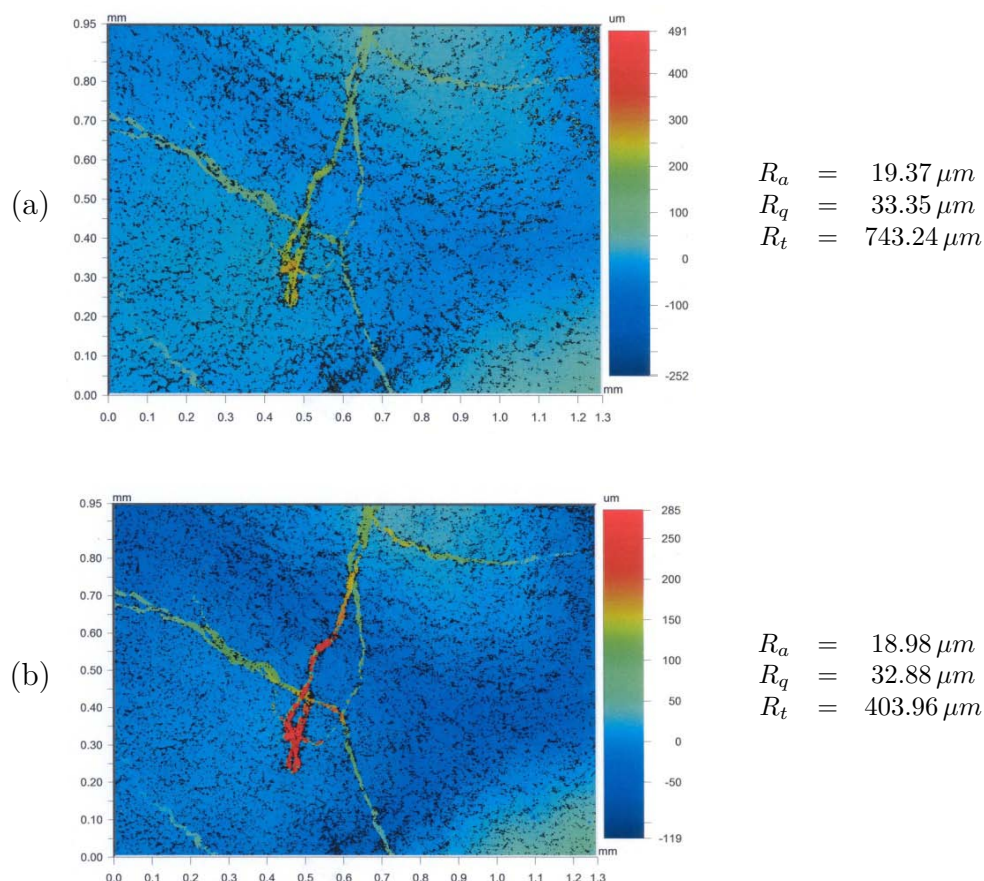 mm
0.95
0.80
0.70
0.60
0.50
0.40
0.30
0.20
0.10
0.00
0.0 0.1 0.2 0.3 0.4 0.5 0.6 0.7 0.8 0.9 1.0 1.1 1.2 1.3
mm
um
491
400
300
200
100
0
-100
-252
(a)
R_a = 19.37 μm
R_q = 33.35 μm
R_t = 743.24 μm
mm
0.95
0.80
0.70
0.60
0.50
0.40
0.30
0.20
0.10
0.00
0.0 0.1 0.2 0.3 0.4 0.5 0.6 0.7 0.8 0.9 1.0 1.1 1.2 1.3
mm
um
285
250
200
150
100
50
0
-50
-119
(b)
R_a = 18.98 μm
R_q = 32.88 μm
R_t = 403.96 μm